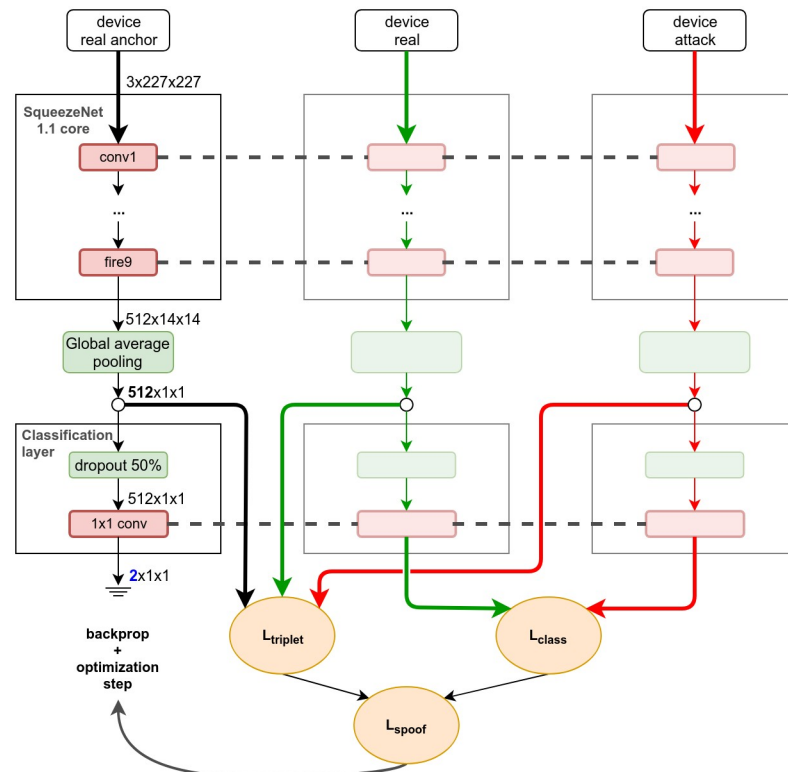 device
real anchor
device
real
device
attack
3x227x227
SqueezeNet
1.1 core
conv1
...
...
...
fire9
512x14x14
Global average
pooling
512x1x1
Classification
layer
dropout 50%
512x1x1
1x1 conv
2x1x1
backprop
+
optimization
step
Ltriplet
Lclass
Lspoof